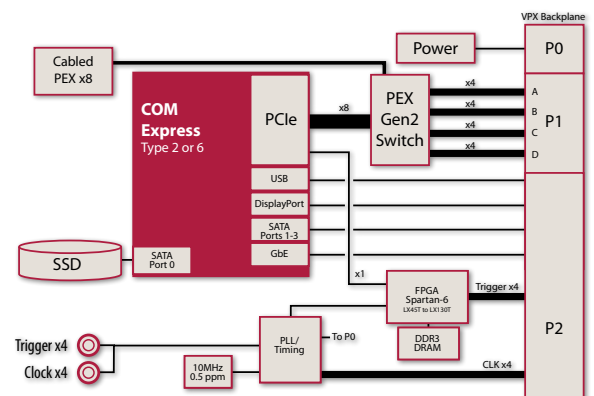 VPX Backplane
Cabled
PEX x8
Power
P0
COM
Express
Type 2 or 6
PCIe
x8
PEX
Gen2
Switch
x4
x4
x4
x4
A
B
C
D
P1
USB
DisplayPort
SATA
Ports 1-3
GbE
SATA
Port 0
SSD
x1
FPGA
Spartan-6
LX45T to LX130T
Trigger x4
DDR3
DRAM
P2
Trigger x4
Clock x4
PLL/
Timing
To P0
10MHz
0.5 ppm
CLK x4